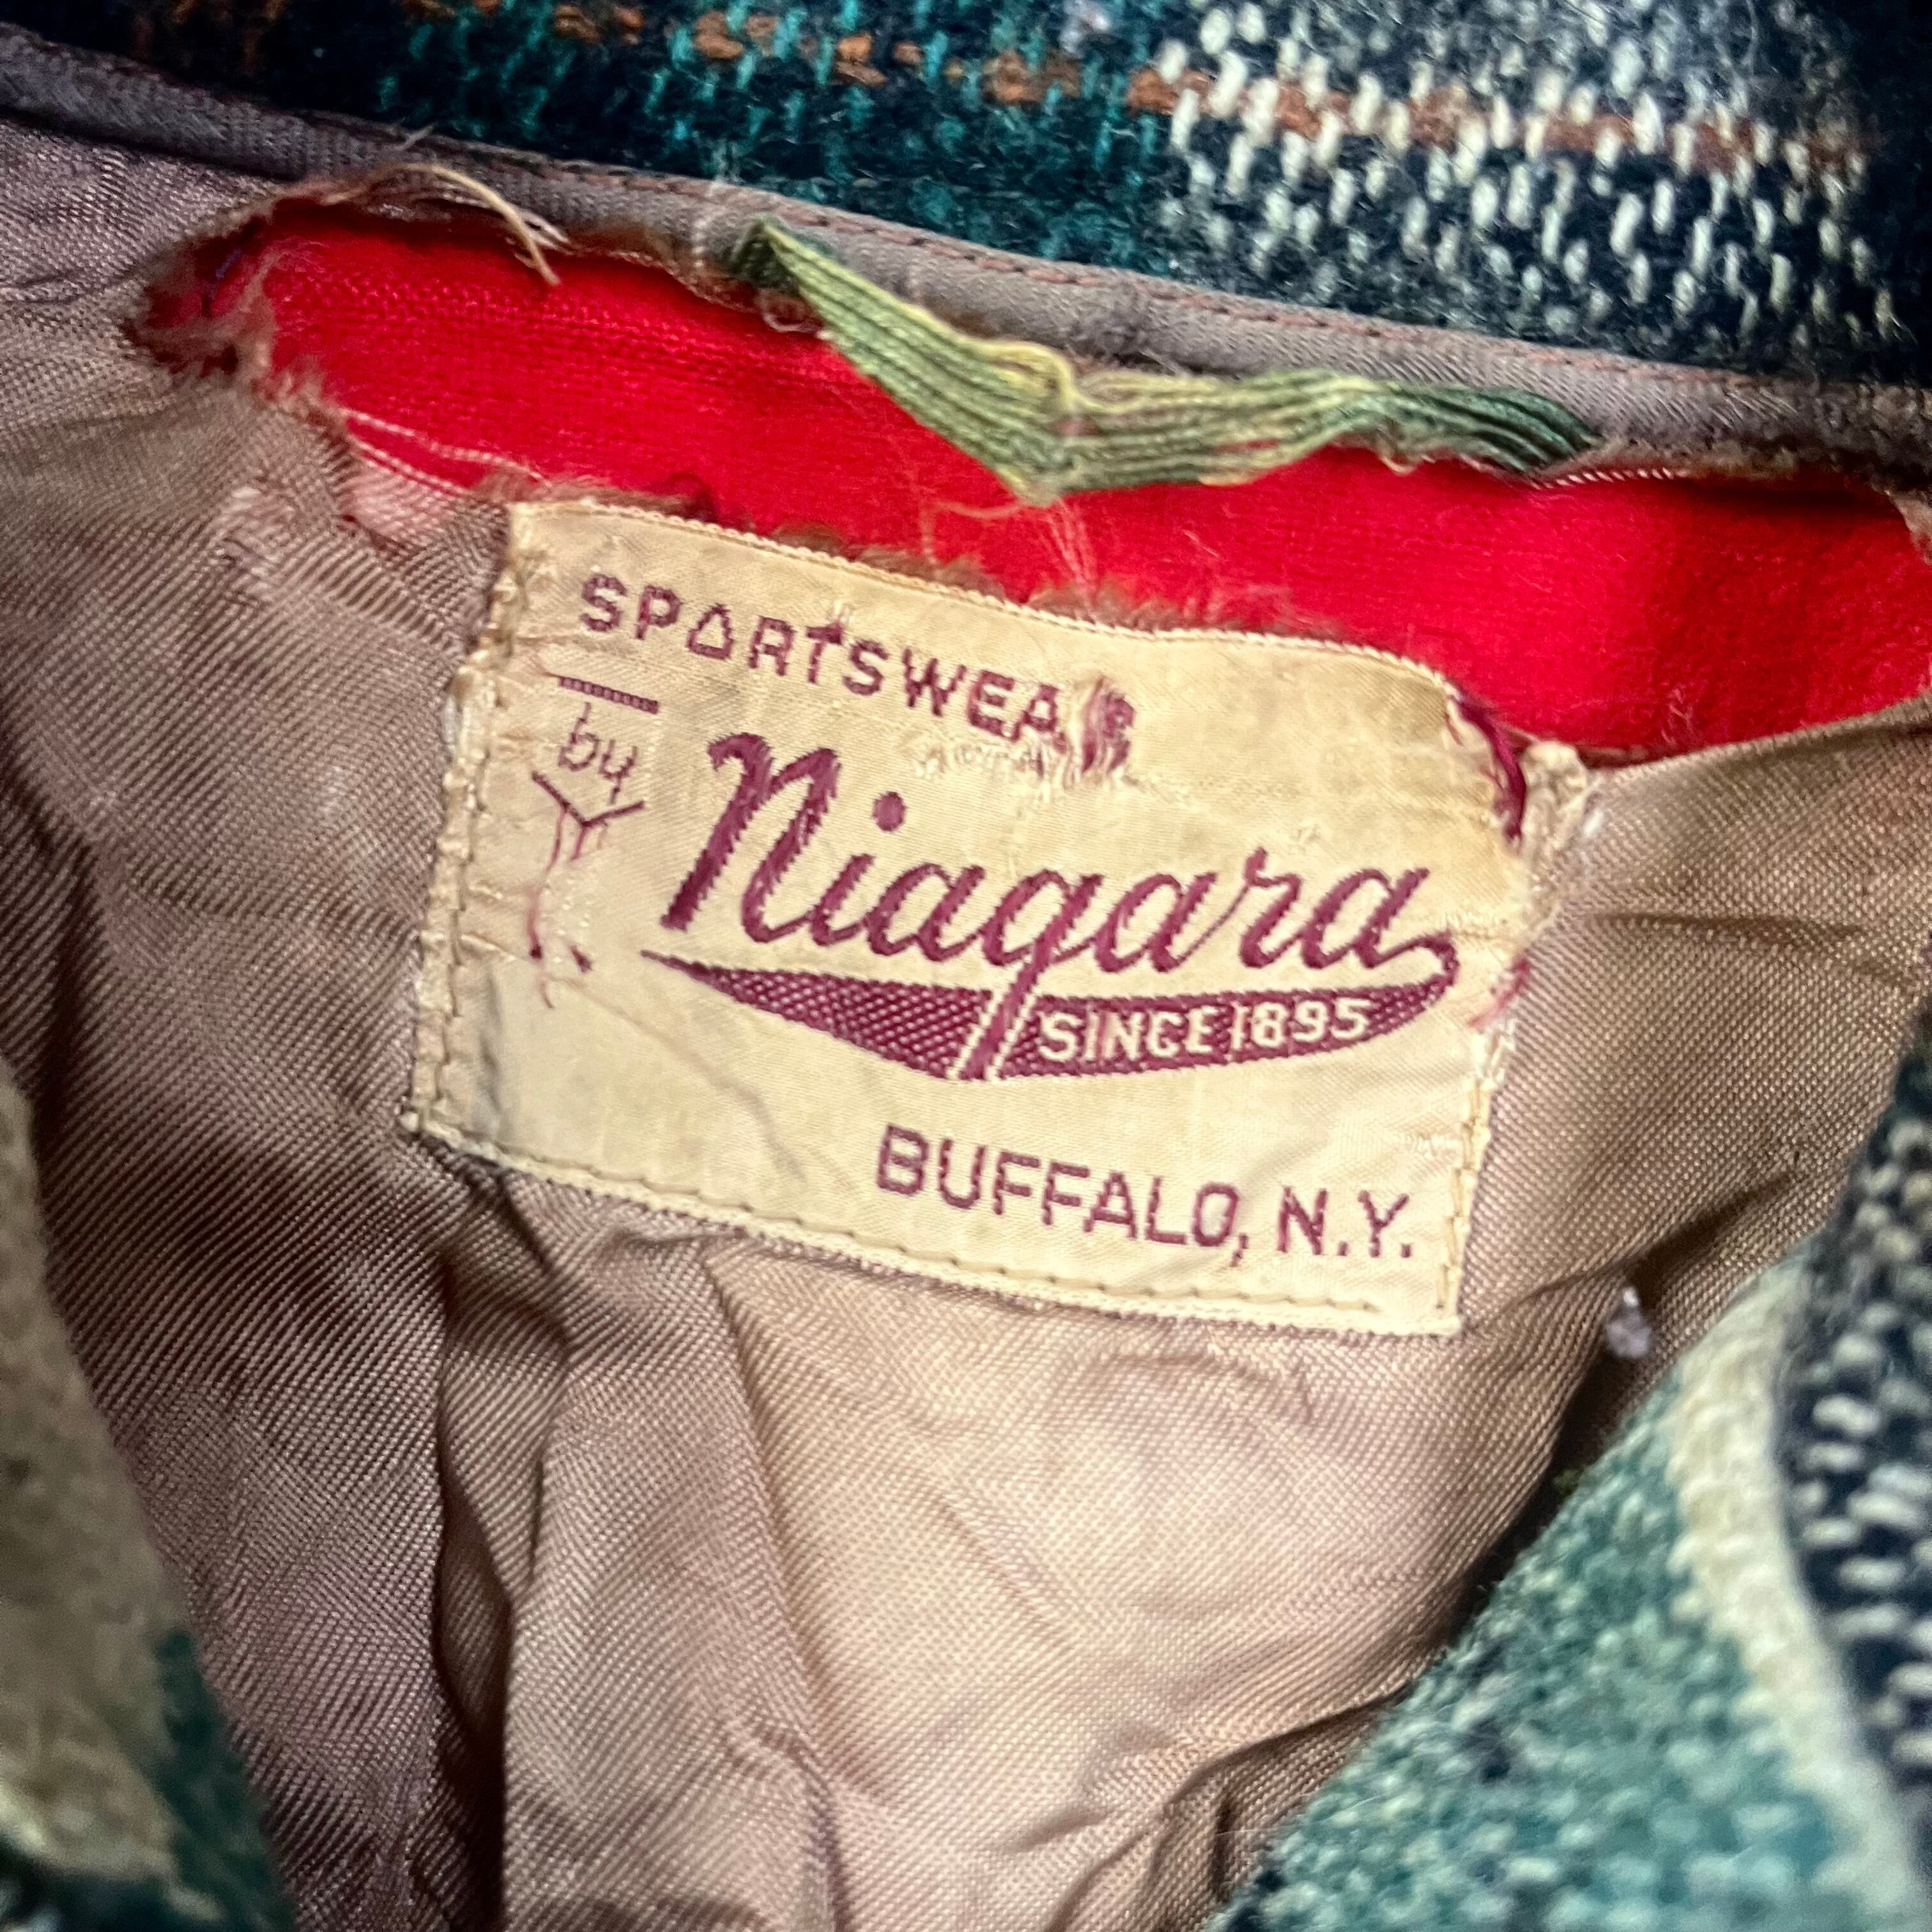 SPORTSWEAR
by
Niagara
SINCE 1895
BUFFALO, N.Y.